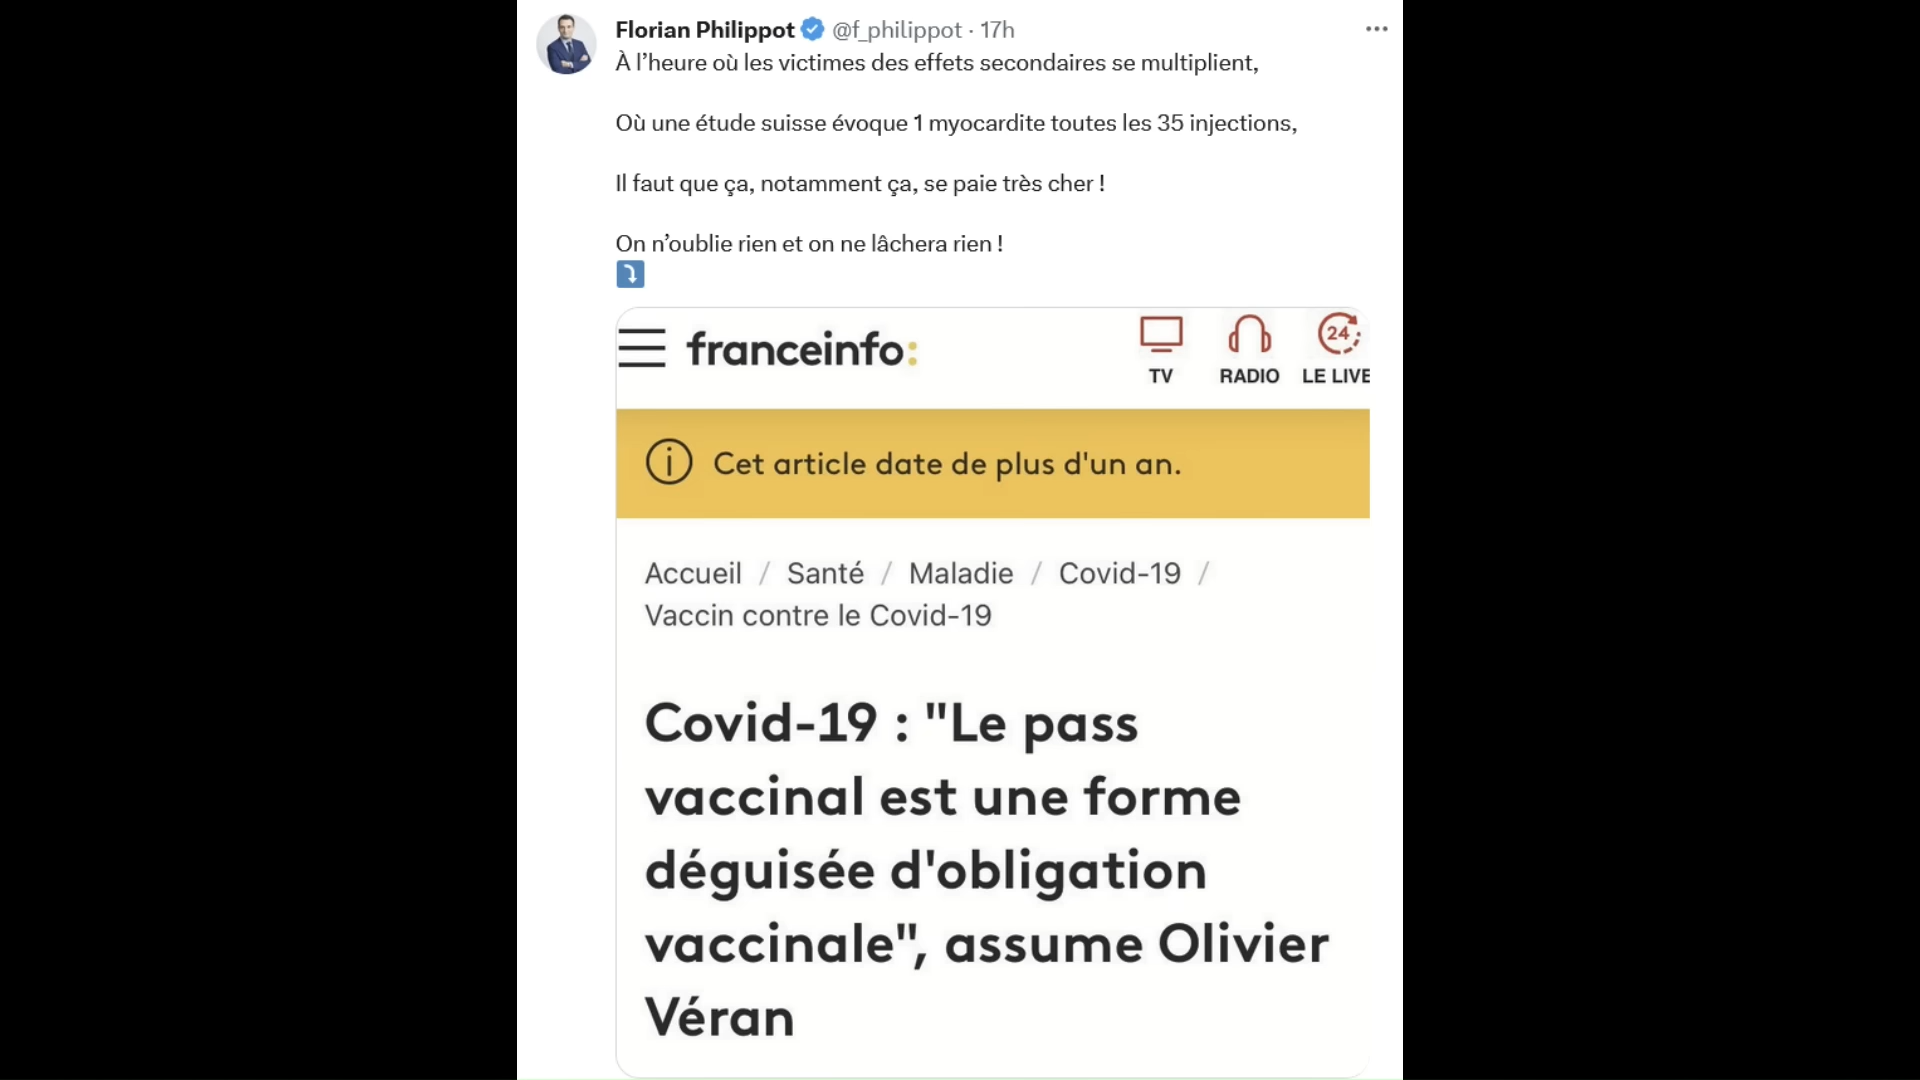 Florian Philippot @f_philippot · 17h
À l’heure où les victimes des effets secondaires se multiplient,
Où une étude suisse évoque 1 myocardite toutes les 35 injections,
Il faut que ça, notamment ça, se paie très cher !
On n’oublie rien et on ne lâchera rien !
franceinfo:
TV RADIO LE LIVE
24
Cet article date de plus d'un an.
Accueil / Santé / Maladie / Covid-19 /
Vaccin contre le Covid-19
Covid-19 : "Le pass
vaccinal est une forme
déguisée d'obligation
vaccinale", assume Olivier
Véran